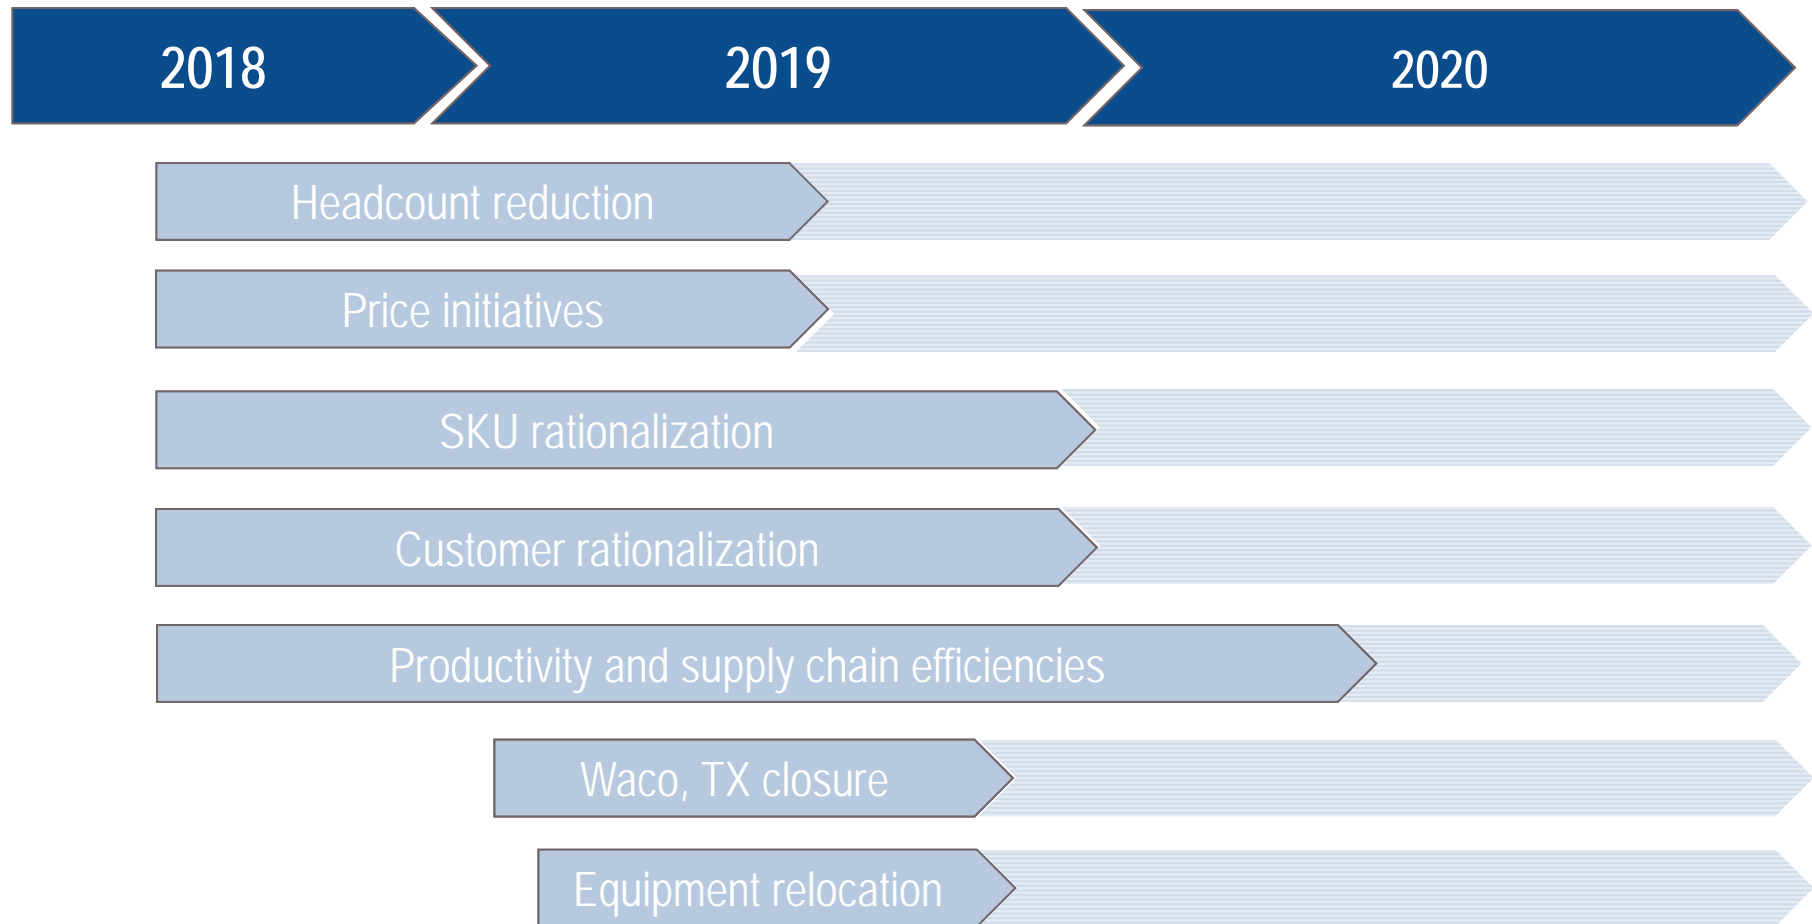 2018
2019
2020
Headcount reduction
Price initiatives
SKU rationalization
Customer rationalization
Productivity and supply chain efficiencies
Waco, TX closure
Equipment relocation